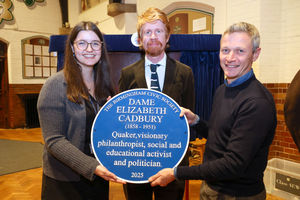 THE BIRMINGHAM CIVIC SOCIETY
DAME
ELIZABETH
CADBURY
(1858 - 1951)
Quaker,visionary
philanthropist, social and
educational activist
and politician.
2025